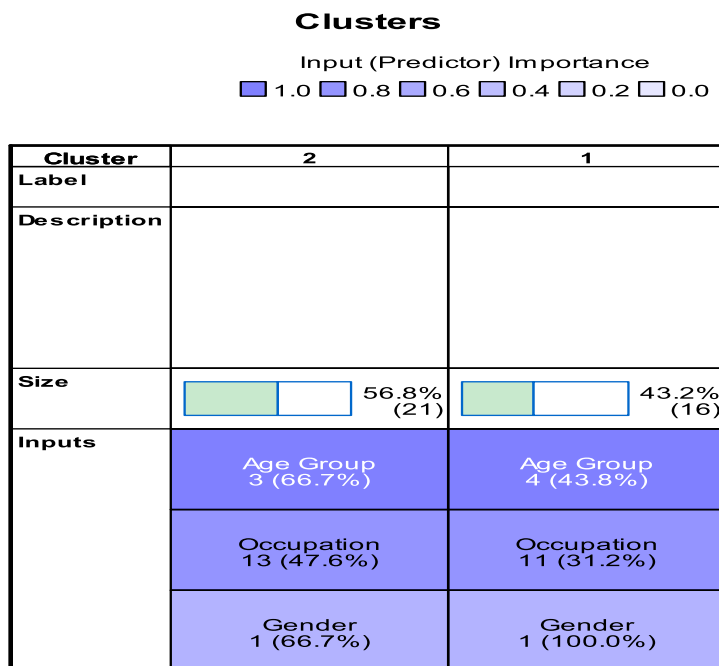 Clusters
Input (Predictor) Importance
1.0 0.8 0.6 0.4 0.2 0.0
Cluster 2 1
Label
Description
Size 56.8% 43.2%
(21) (16)
Inputs
Age Group Age Group
3 (66.7%) 4 (43.8%)
Occupation Occupation
13 (47.6%) 11 (31.2%)
Gender Gender
1 (66.7%) 1 (100.0%)